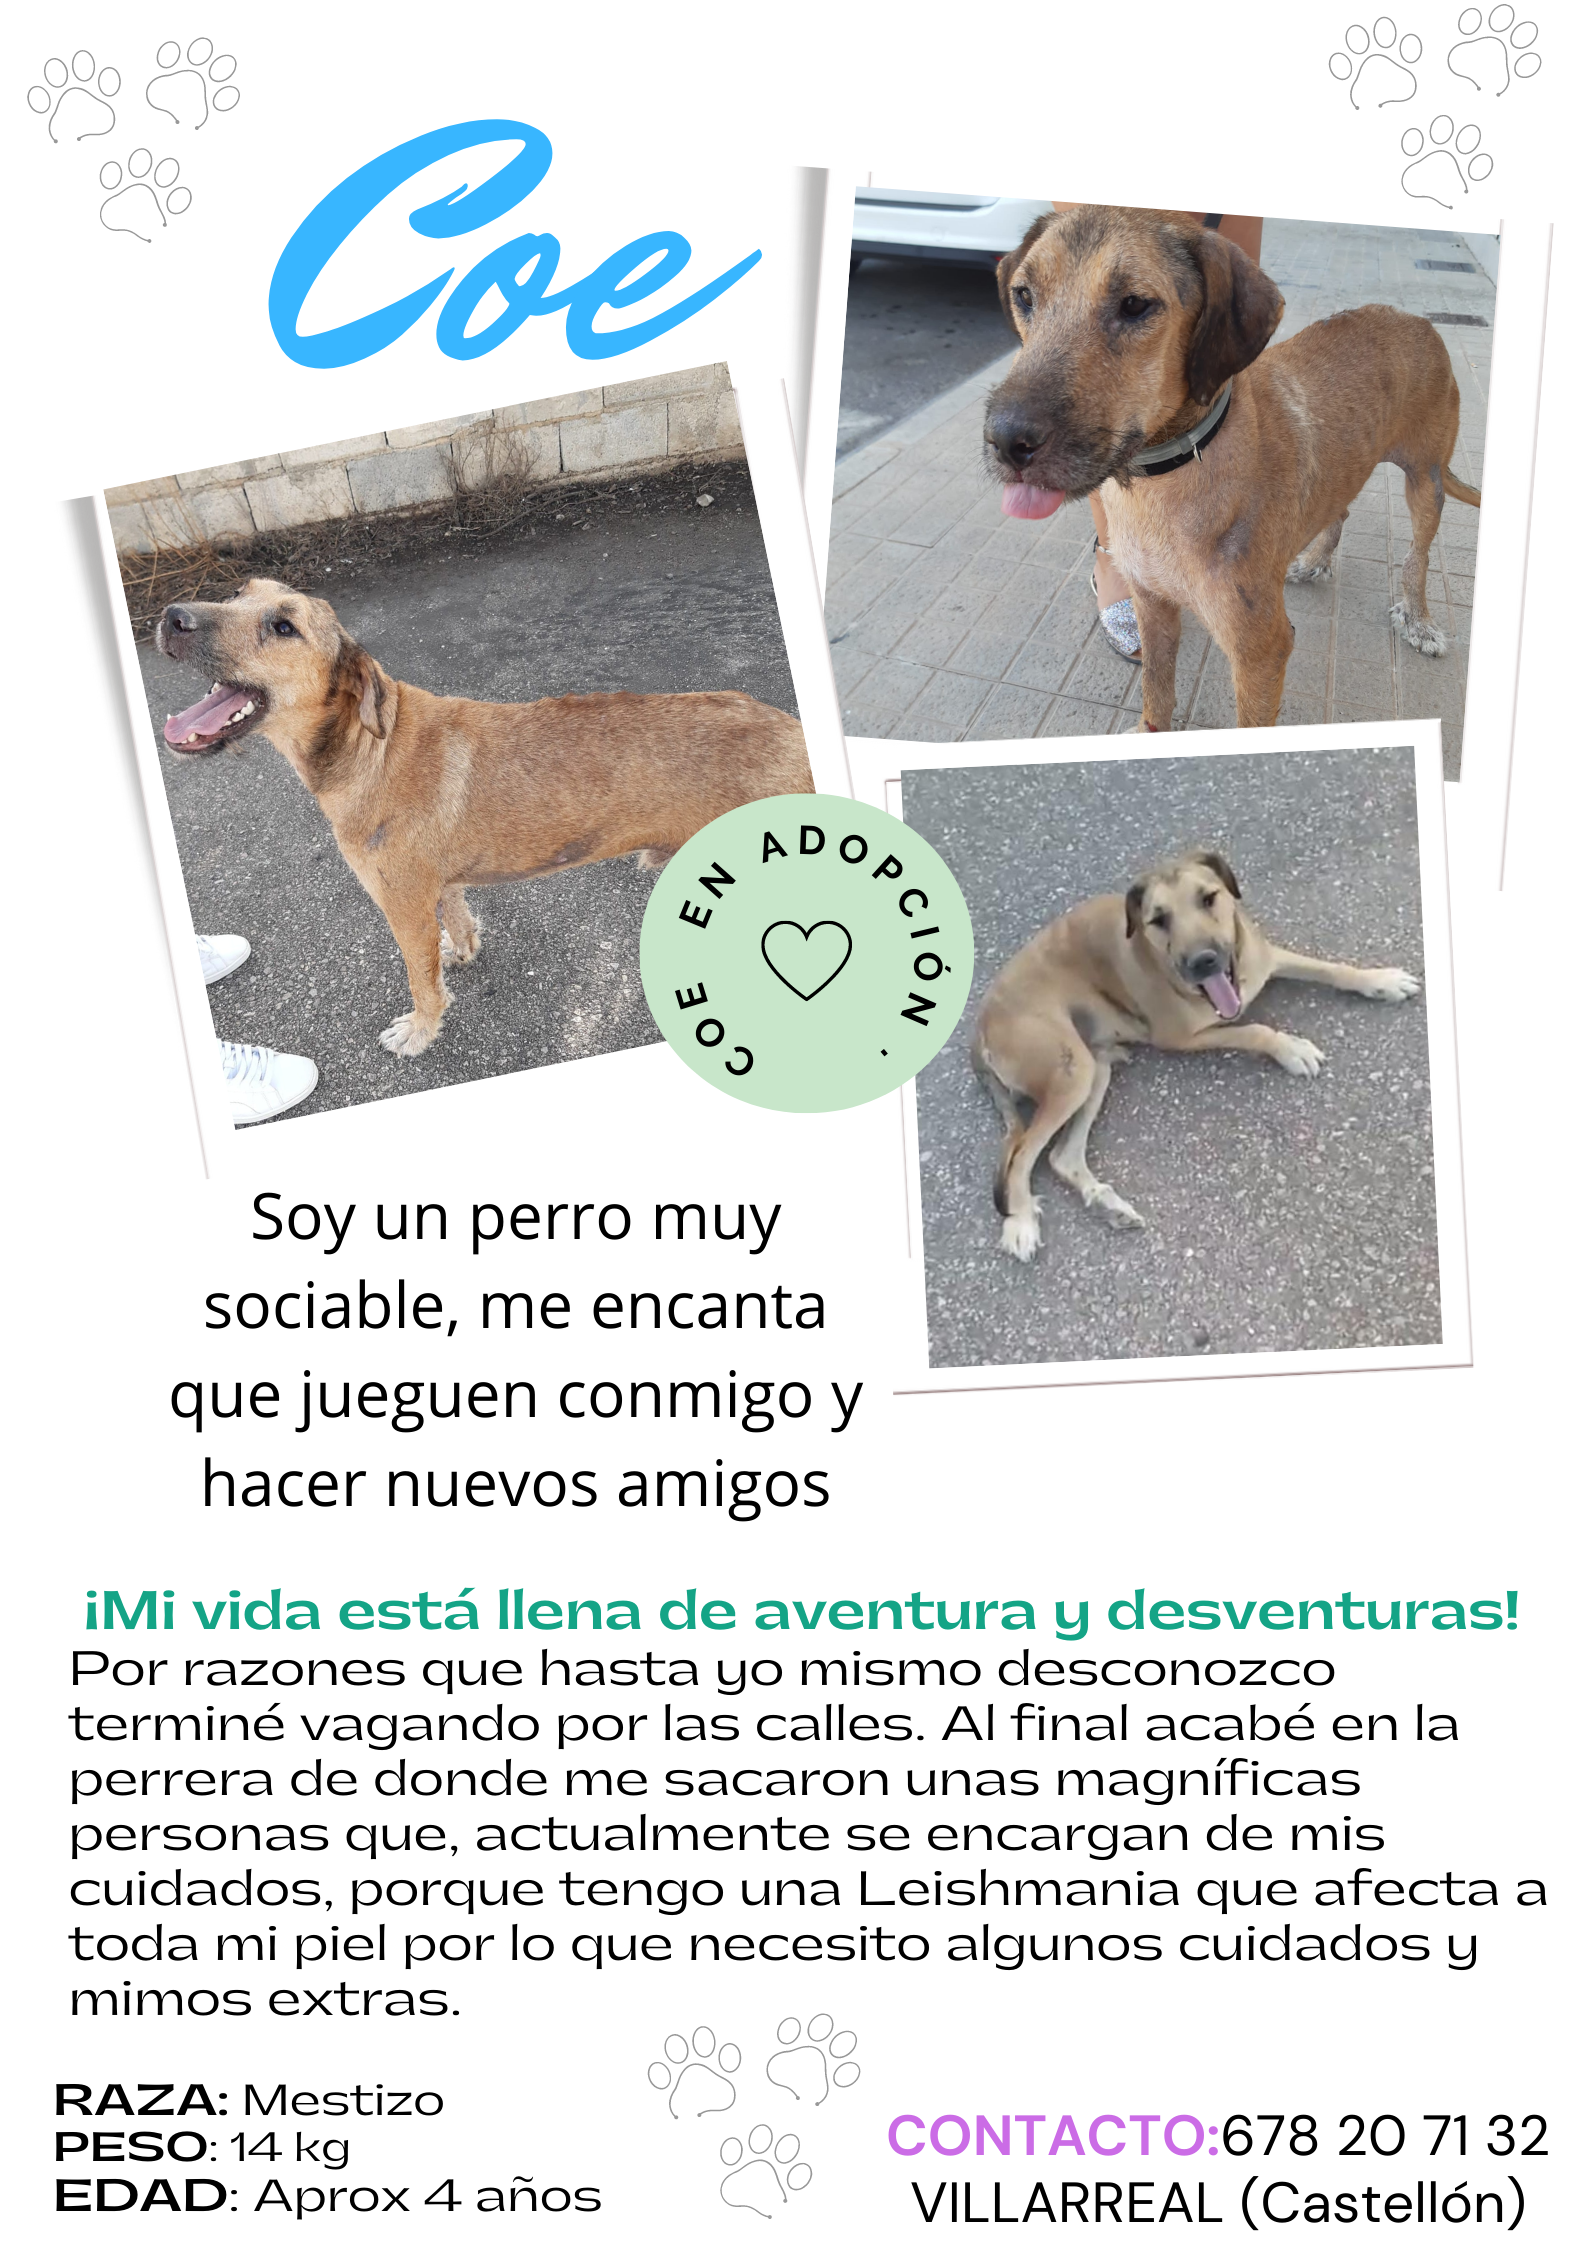 Coe
COE EN ADOPCIÓN .
Soy un perro muy
sociable, me encanta
que jueguen conmigo y
hacer nuevos amigos
¡Mi vida está llena de aventura y desventuras!
Por razones que hasta yo mismo desconozco
terminé vagando por las calles. Al final acabé en la
perrera de donde me sacaron unas magníficas
personas que, actualmente se encargan de mis
cuidados, porque tengo una Leishmania que afecta a
toda mi piel por lo que necesito algunos cuidados y
mimos extras.
RAZA: Mestizo
PESO: 14 kg
EDAD: Aprox 4 años
CONTACTO:678 20 71 32
VILLARREAL (Castellón)